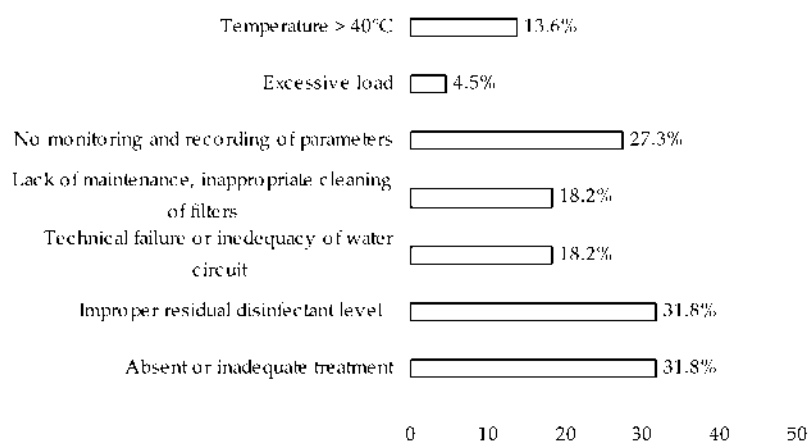 Temperature > 40°C
13.6%
Excessive load
4.5%
No monitoring and recording of parameters
27.3%
Lack of maintenance, inappropriate cleaning
of filters
18.2%
Technical failure or inedequacy of water
circuit
18.2%
Improper residual disinfectant level
31.8%
Absent or inadequate treatment
31.8%
0 10 20 30 40 50